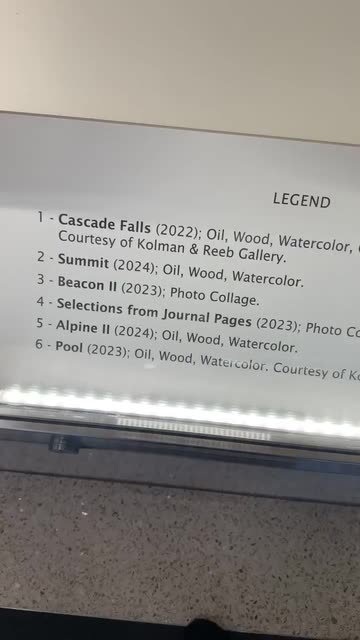 LEGEND
1 - Cascade Falls (2022); Oil, Wood, Watercolor,
Courtesy of Kolman & Reeb Gallery.
2 - Summit (2024); Oil, Wood, Watercolor.
3 - Beacon II (2023); Photo Collage.
4 - Selections from Journal Pages (2023); Photo
5 - Alpine II (2024); Oil, Wood, Watercolor.
6 - Pool (2023); Oil, Wood, Watercolor. Courtesy of